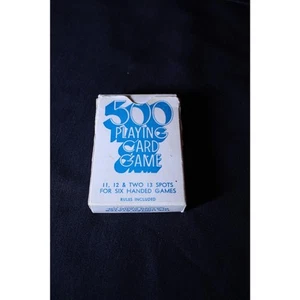 500
PLAYING
CARD
GAME
11, 12 & TWO 13 SPOTS
FOR SIX HANDED GAMES
RULES INCLUDED